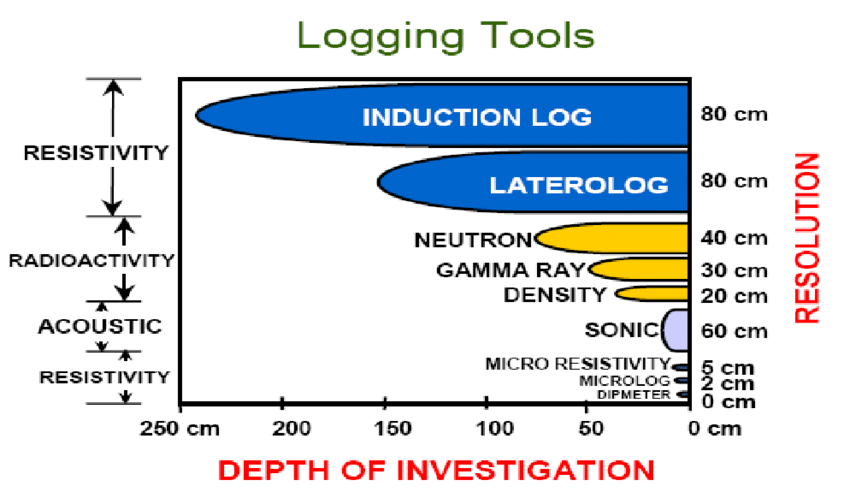 Logging Tools
INDUCTION LOG
80 cm
RESISTIVITY
LATEROLOG
80 cm
NEUTRON
40 cm
RADIOACTIVITY
GAMMA RAY
30 cm
DENSITY
20 cm
ACOUSTIC
SONIC
60 cm
RESISTIVITY
MICRO RESISTIVITY
5 cm
MICROLOG
2 cm
DIPMETER
0 cm
RESOLUTION
250 cm 200 150 100 50 0 cm
DEPTH OF INVESTIGATION